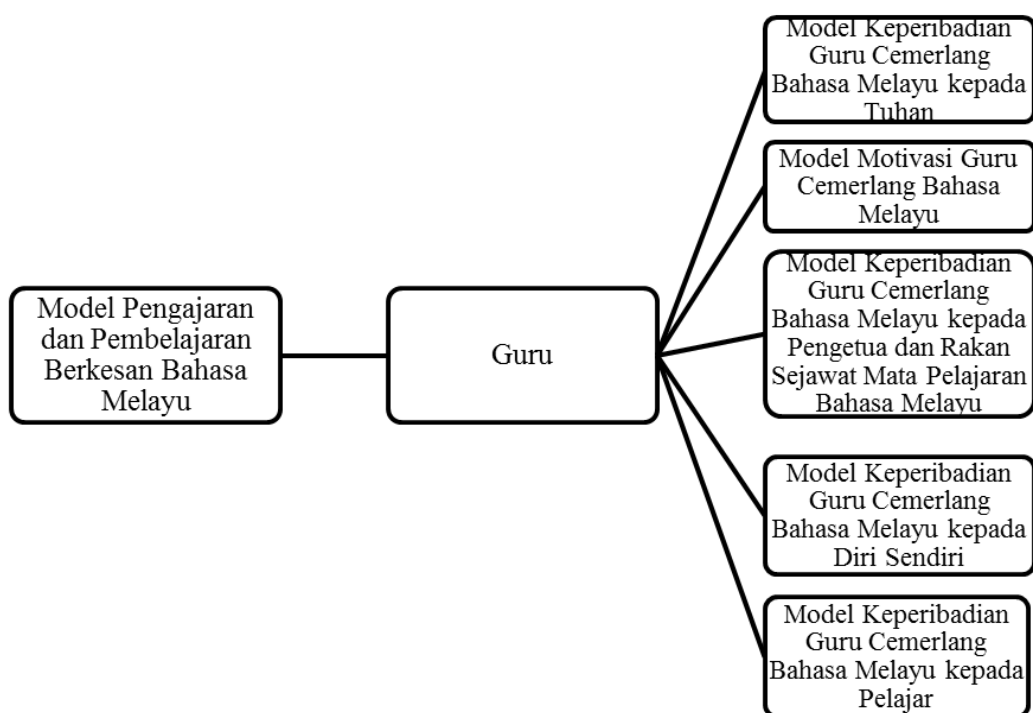 Model Pengajaran
dan Pembelajaran
Berkesan Bahasa
Melayu
Guru
Model Keperibadian
Guru Cemerlang
Bahasa Melayu kepada
Tuhan
Model Motivasi Guru
Cemerlang Bahasa
Melayu
Model Keperibadian
Guru Cemerlang
Bahasa Melayu kepada
Pengetua dan Rakan
Sejawat Mata Pelajaran
Bahasa Melayu
Model Keperibadian
Guru Cemerlang
Bahasa Melayu kepada
Diri Sendiri
Model Keperibadian
Guru Cemerlang
Bahasa Melayu kepada
Pelajar